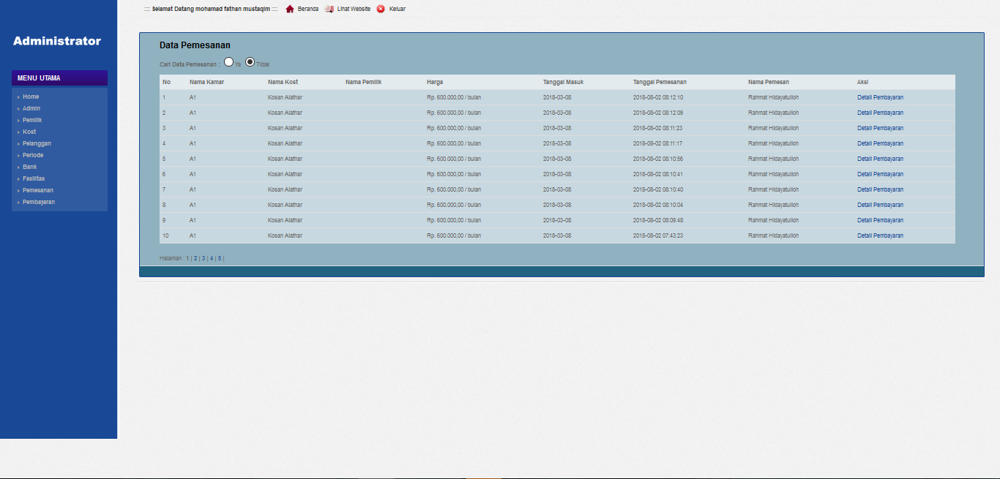 :::: Selamat Datang mohamad fathan mustaqim :::: Beranda Lihat Website Keluar
Administrator
MENU UTAMA
Home
Admin
Pemilik
Kost
Pelanggan
Periode
Bank
Fasilitas
Pemesanan
Pembayaran
Data Pemesanan
Cari Data Pemesanan : Ya Tidak
No Nama Kamar Nama Kost Nama Pemilik Harga Tanggal Masuk Tanggal Pemesanan Nama Pemesan Aksi
1 A1 Kosan Alathar Rp. 600.000,00 / bulan 2018-03-08 2018-08-02 08:12:10 Rahmat Hidayatulloh Detail Pembayaran
2 A1 Kosan Alathar Rp. 600.000,00 / bulan 2018-03-08 2018-08-02 08:12:09 Rahmat Hidayatulloh Detail Pembayaran
3 A1 Kosan Alathar Rp. 600.000,00 / bulan 2018-03-08 2018-08-02 08:11:23 Rahmat Hidayatulloh Detail Pembayaran
4 A1 Kosan Alathar Rp. 600.000,00 / bulan 2018-03-08 2018-08-02 08:11:17 Rahmat Hidayatulloh Detail Pembayaran
5 A1 Kosan Alathar Rp. 600.000,00 / bulan 2018-03-08 2018-08-02 08:10:56 Rahmat Hidayatulloh Detail Pembayaran
6 A1 Kosan Alathar Rp. 600.000,00 / bulan 2018-03-08 2018-08-02 08:10:41 Rahmat Hidayatulloh Detail Pembayaran
7 A1 Kosan Alathar Rp. 600.000,00 / bulan 2018-03-08 2018-08-02 08:10:40 Rahmat Hidayatulloh Detail Pembayaran
8 A1 Kosan Alathar Rp. 600.000,00 / bulan 2018-03-08 2018-08-02 08:10:04 Rahmat Hidayatulloh Detail Pembayaran
9 A1 Kosan Alathar Rp. 600.000,00 / bulan 2018-03-08 2018-08-02 08:09:48 Rahmat Hidayatulloh Detail Pembayaran
10 A1 Kosan Alathar Rp. 600.000,00 / bulan 2018-03-08 2018-08-02 07:43:23 Rahmat Hidayatulloh Detail Pembayaran
Halaman : 1 | 2 | 3 | 4 | 5 |